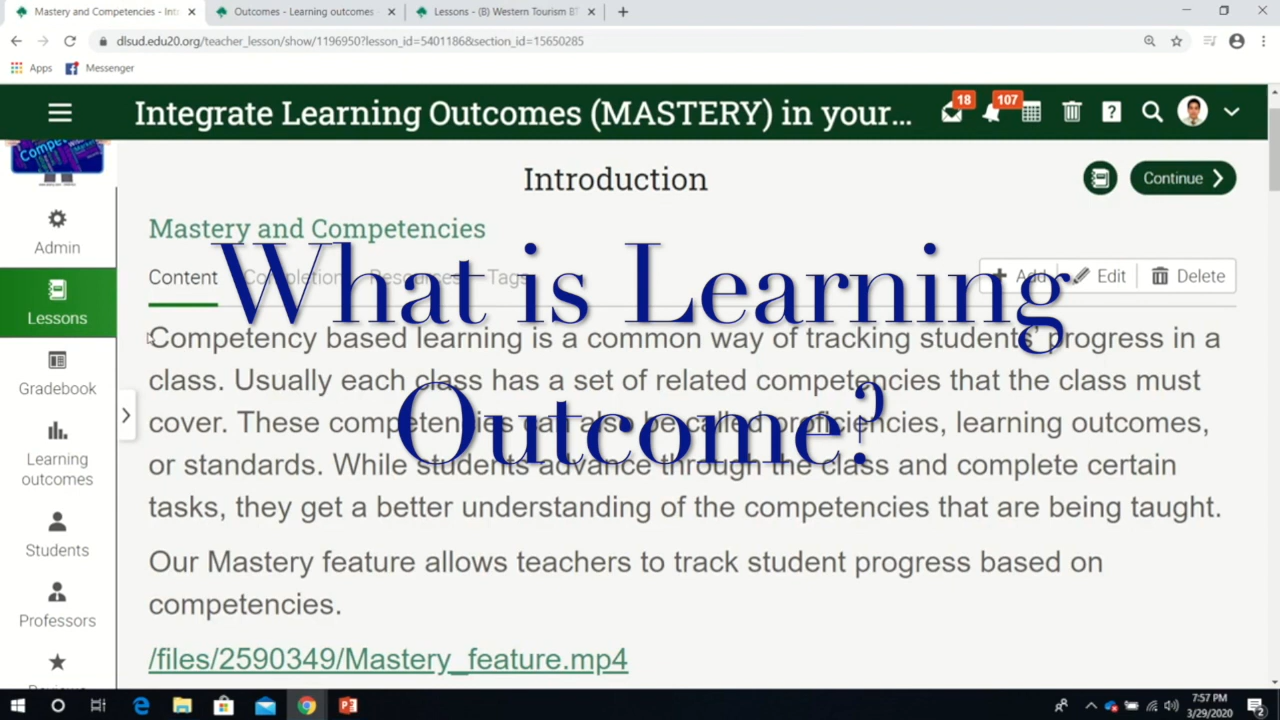 Mastery and Competencies - Int
Outcomes - Learning outcomes
Lessons - (B) Western Tourism BT
dlsud.edu20.org/teacher_lesson/show/1196950?lesson_id=5401186&section_id=15650285
Apps
Messenger
Integrate Learning Outcomes (MASTERY) in your...
18
107
Compe
Introduction
Continue
Mastery and Competencies
Admin
Content
Completion
Resources
Tags
Add
Edit
Delete
What is Learning
Outcome?
Lessons
Competency based learning is a common way of tracking students' progress in a
class. Usually each class has a set of related competencies that the class must
cover. These competencies can also be called proficiencies, learning outcomes,
or standards. While students advance through the class and complete certain
tasks, they get a better understanding of the competencies that are being taught.
Gradebook
Learning
outcomes
Students
Our Mastery feature allows teachers to track student progress based on
competencies.
Professors
/files/2590349/Mastery_feature.mp4
7:57 PM
3/29/2020
2